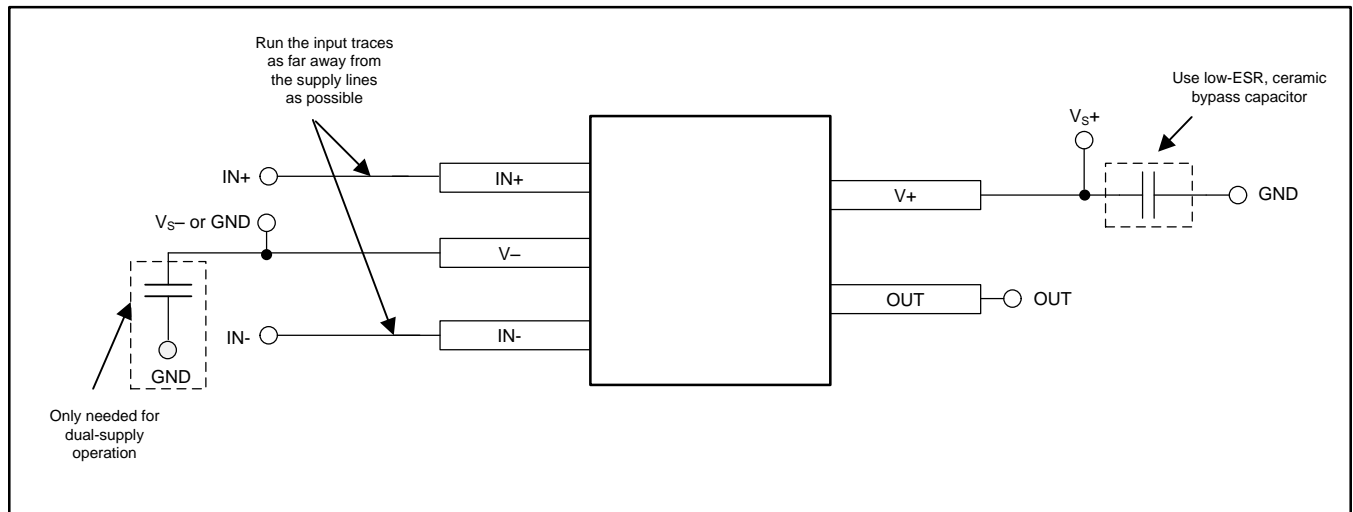 Run the input traces
as far away from
the supply lines
as possible
Use low-ESR, ceramic
bypass capacitor
VS+
IN+
IN+
V+
GND
VS– or GND
V–
OUT
OUT
IN-
IN-
GND
Only needed for
dual-supply
operation